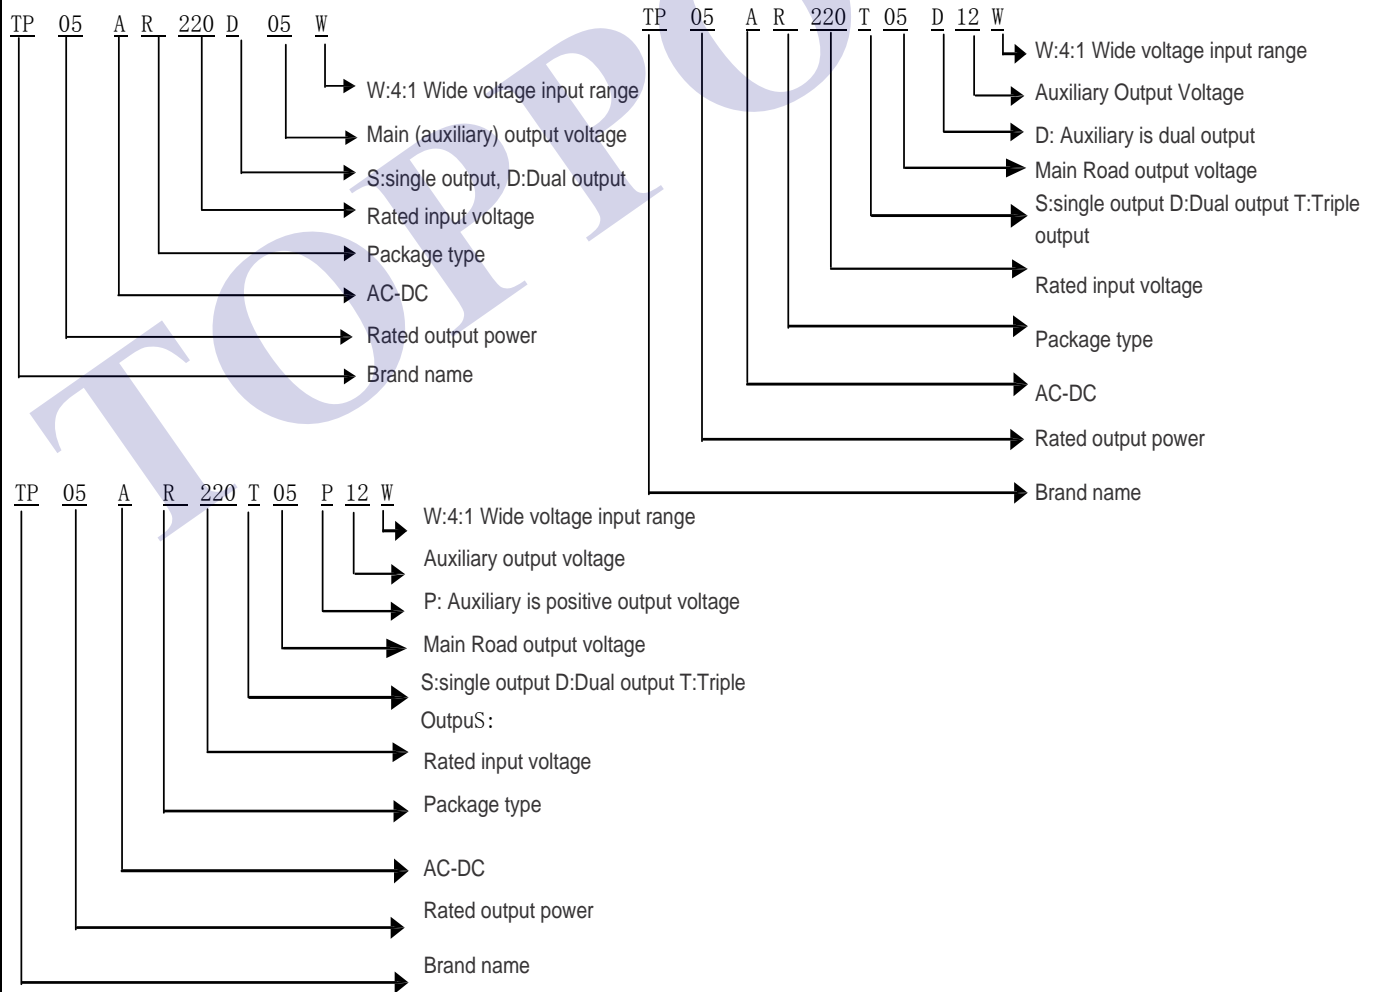 TP 05 A R 220 D 05 W
W:4:1 Wide voltage input range
Main (auxiliary) output voltage
S:single output, D:Dual output
Rated input voltage
Package type
AC-DC
Rated output power
Brand name
TP 05 A R 220 T 05 D 12 W
W:4:1 Wide voltage input range
Auxiliary Output Voltage
D: Auxiliary is dual output
Main Road output voltage
S:single output D:Dual output T:Triple
output
Rated input voltage
Package type
AC-DC
Rated output power
Brand name
TP 05 A R 220 T 05 P 12 W
W:4:1 Wide voltage input range
Auxiliary output voltage
P: Auxiliary is positive output voltage
Main Road output voltage
S:single output D:Dual output T:Triple
OutpuS:
Rated input voltage
Package type
AC-DC
Rated output power
Brand name
TOPPO